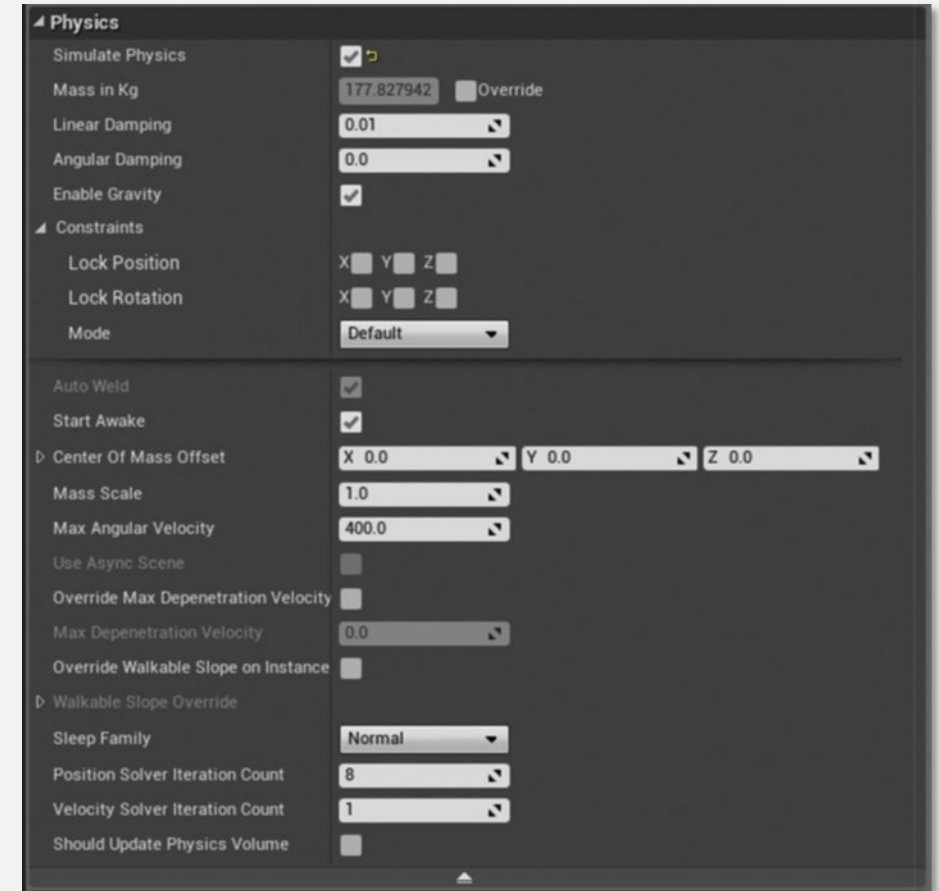 Physics
Simulate Physics
Mass in Kg 177.827942 Override
Linear Damping 0.01
Angular Damping 0.0
Enable Gravity
Constraints
Lock Position X Y Z
Lock Rotation X Y Z
Mode Default
Auto Weld
Start Awake
Center Of Mass Offset X 0.0 Y 0.0 Z 0.0
Mass Scale 1.0
Max Angular Velocity 400.0
Use Async Scene
Override Max Depenetration Velocity
Max Depenetration Velocity 0.0
Override Walkable Slope on Instance
Walkable Slope Override
Sleep Family Normal
Position Solver Iteration Count 8
Velocity Solver Iteration Count 1
Should Update Physics Volume